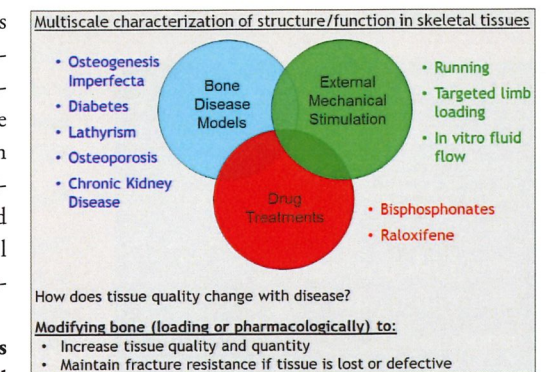 Multiscale characterization of structure/function in skeletal tissues
• Osteogenesis
Imperfecta
• Diabetes
• Lathyrism
• Osteoporosis
• Chronic Kidney
Disease
Bone
Disease
Models
External
Mechanical
Stimulation
• Running
• Targeted limb
loading
• In vitro fluid
flow
Drug
Treatments
• Bisphosphonates
• Raloxifene
How does tissue quality change with disease?
Modifying bone (loading or pharmacologically) to:
• Increase tissue quality and quantity
• Maintain fracture resistance if tissue is lost or defective